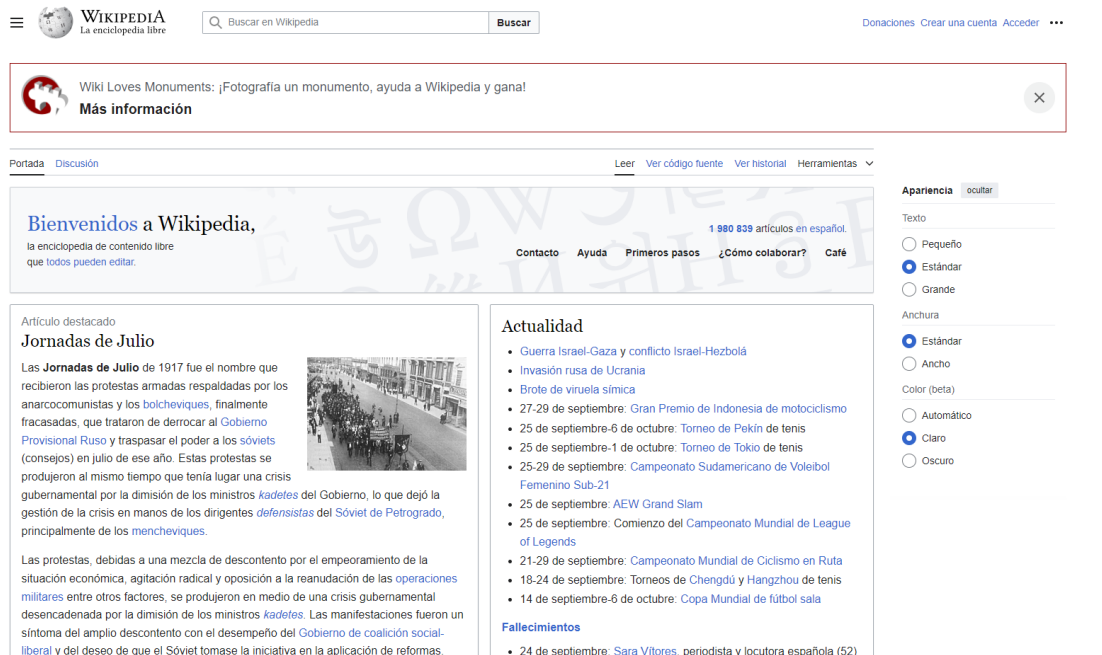 WIKIPEDIA
La enciclopedia libre
Buscar en Wikipedia
Buscar
Donaciones Crear una cuenta Acceder
Wiki Loves Monuments: ¡Fotografía un monumento, ayuda a Wikipedia y gana!
Más información
Portada Discusión
Leer Ver código fuente Ver historial Herramientas
Bienvenidos a Wikipedia,
la enciclopedia de contenido libre
que todos pueden editar.
1 980 839 artículos en español.
Contacto Ayuda Primeros pasos ¿Cómo colaborar? Café
Artículo destacado
Jornadas de Julio
Las Jornadas de Julio de 1917 fue el nombre que
recibieron las protestas armadas respaldadas por los
anarcocomunistas y los bolcheviques, finalmente
fracasadas, que trataron de derrocar al Gobierno
Provisional Ruso y traspasar el poder a los sóviets
(consejos) en julio de ese año. Estas protestas se
produjeron al mismo tiempo que tenía lugar una crisis
gubernamental por la dimisión de los ministros kadetes del Gobierno, lo que dejó la
gestión de la crisis en manos de los dirigentes defensistas del Sóviet de Petrogrado,
principalmente de los mencheviques.
Las protestas, debidas a una mezcla de descontento por el empeoramiento de la
situación económica, agitación radical y oposición a la reanudación de las operaciones
militares entre otros factores, se produjeron en medio de una crisis gubernamental
desencadenada por la dimisión de los ministros kadetes. Las manifestaciones fueron un
síntoma del amplio descontento con el desempeño del Gobierno de coalición social-
liberal y del deseo de que el Sóviet tomase la iniciativa en la aplicación de reformas.
Actualidad
Guerra Israel-Gaza y conflicto Israel-Hezbolá
Invasión rusa de Ucrania
Brote de viruela símica
27-29 de septiembre: Gran Premio de Indonesia de motociclismo
25 de septiembre-6 de octubre: Torneo de Pekín de tenis
25 de septiembre-1 de octubre: Torneo de Tokio de tenis
25-29 de septiembre: Campeonato Sudamericano de Voleibol
Femenino Sub-21
25 de septiembre: AEW Grand Slam
25 de septiembre: Comienzo del Campeonato Mundial de League
of Legends
21-29 de septiembre: Campeonato Mundial de Ciclismo en Ruta
18-24 de septiembre: Torneos de Chengdú y Hangzhou de tenis
14 de septiembre-6 de octubre: Copa Mundial de fútbol sala
Fallecimientos
24 de septiembre: Sara Vítores, periodista y locutora española (52)
Apariencia ocultar
Texto
Pequeño
Estándar
Grande
Anchura
Estándar
Ancho
Color (beta)
Automático
Claro
Oscuro